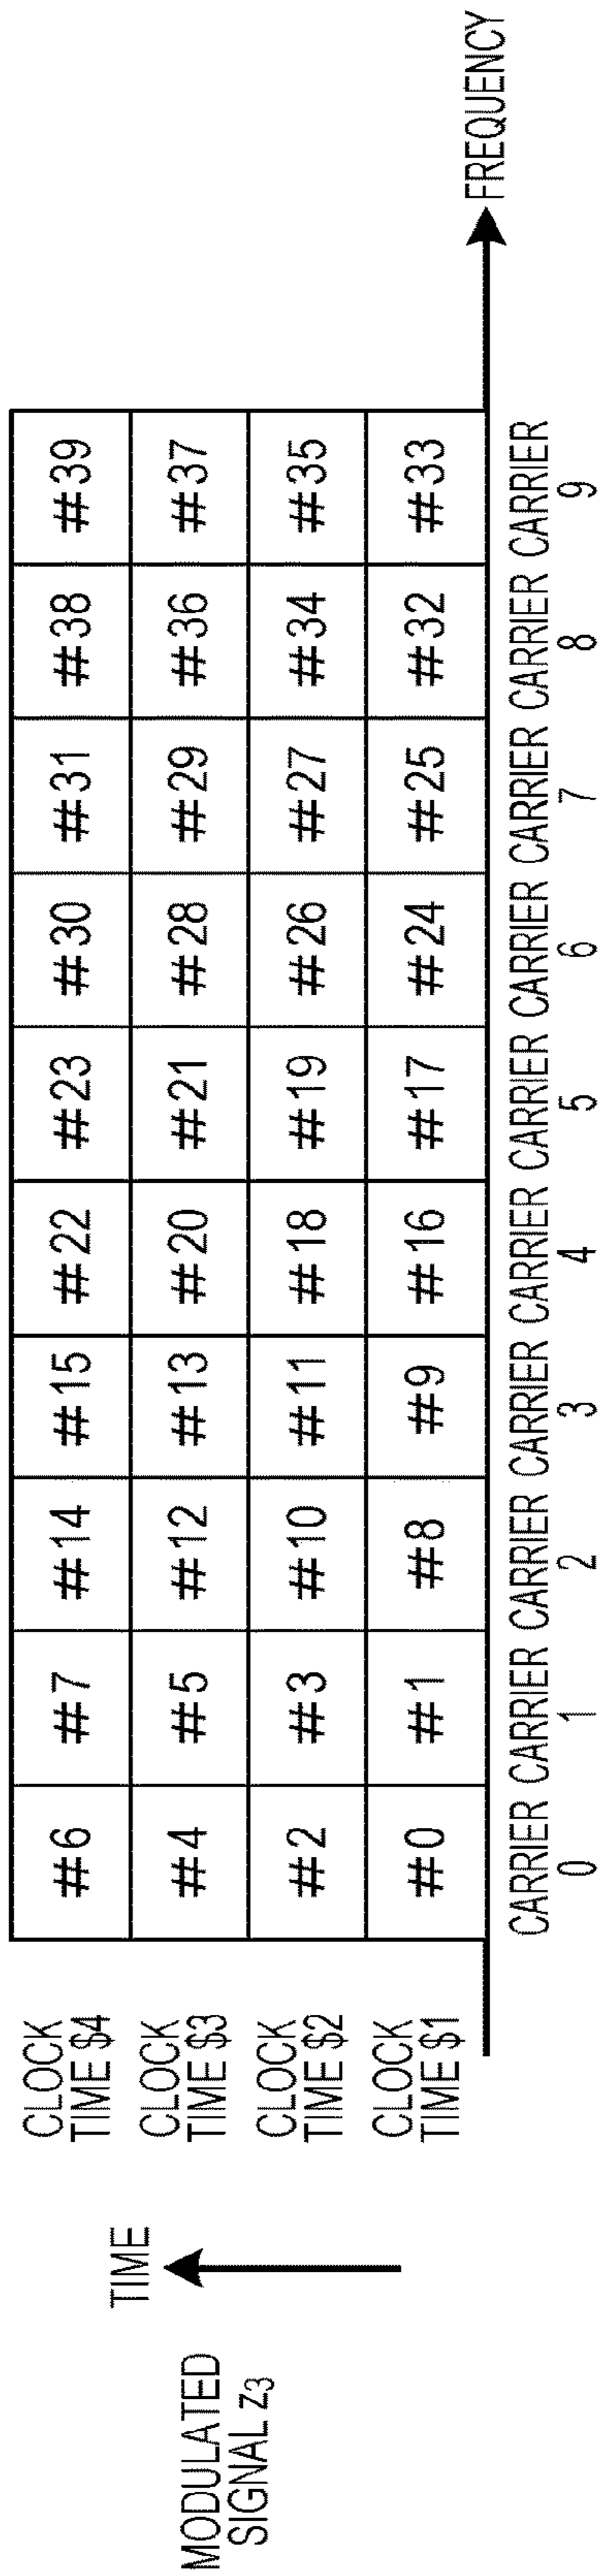 MODULATED
SIGNAL z3
TIME
CLOCK
TIME $4
#6 #7 #14 #15 #22 #23 #30 #31 #38 #39
CLOCK
TIME $3
#4 #5 #12 #13 #20 #21 #28 #29 #36 #37
CLOCK
TIME $2
#2 #3 #10 #11 #18 #19 #26 #27 #34 #35
CLOCK
TIME $1
#0 #1 #8 #9 #16 #17 #24 #25 #32 #33
FREQUENCY
CARRIER CARRIER CARRIER CARRIER CARRIER CARRIER CARRIER CARRIER CARRIER CARRIER
0 1 2 3 4 5 6 7 8 9